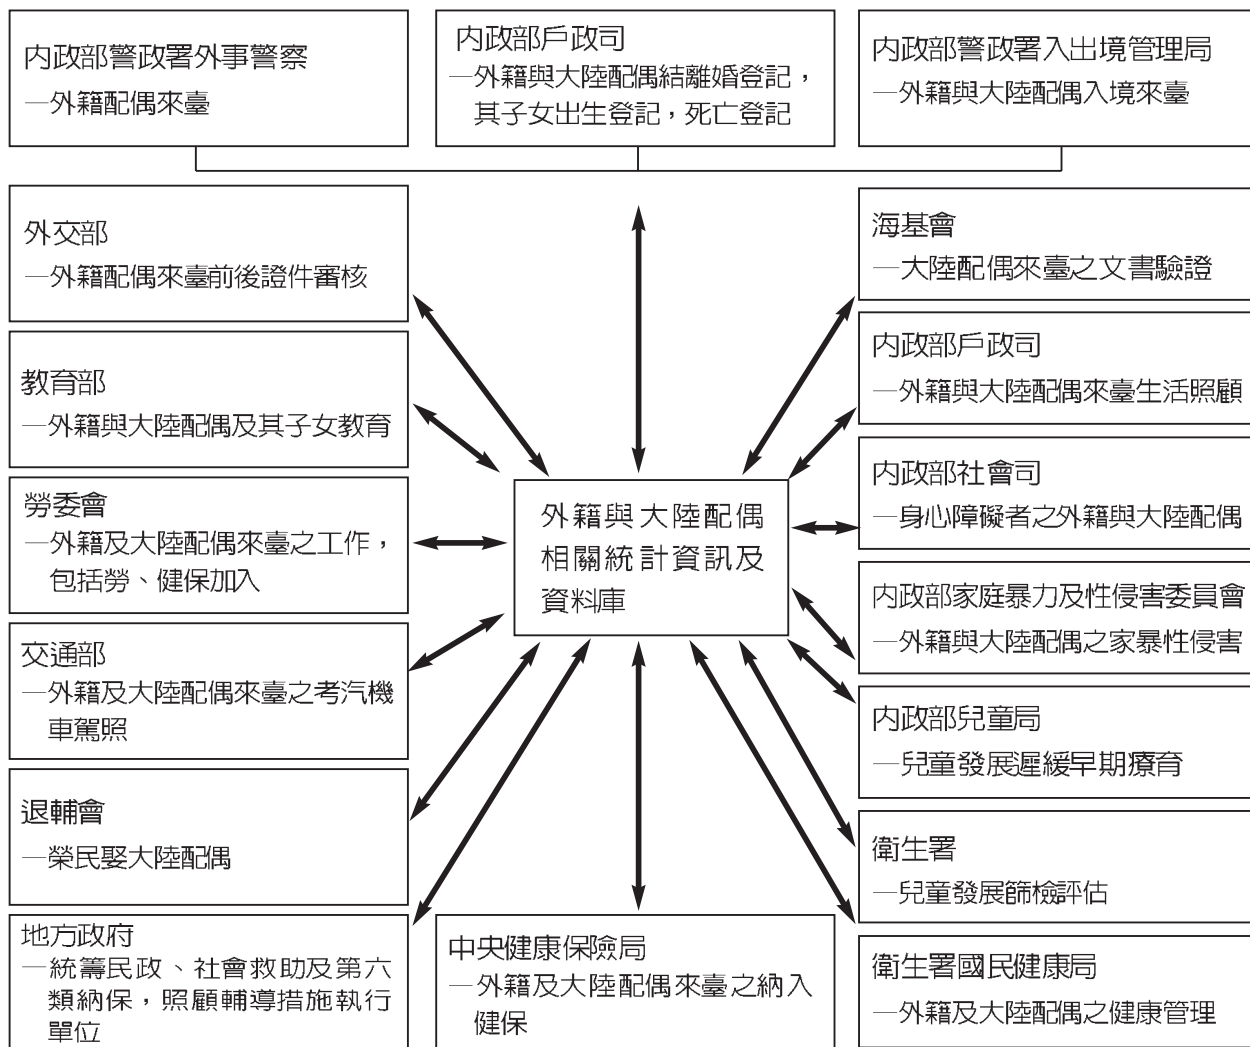 內政部警政署外事警察
—外籍配偶來臺
內政部戶政司
—外籍與大陸配偶結離婚登記，
其子女出生登記，死亡登記
內政部警政署入出境管理局
—外籍與大陸配偶入境來臺
外交部
—外籍配偶來臺前後證件審核
教育部
—外籍與大陸配偶及其子女教育
勞委會
—外籍及大陸配偶來臺之工作，
包括勞、健保加入
交通部
—外籍及大陸配偶來臺之考汽機
車駕照
退輔會
—榮民娶大陸配偶
地方政府
—統籌民政、社會救助及第六
類納保，照顧輔導措施執行
單位
外籍與大陸配偶
相關統計資訊及
資料庫
中央健康保險局
—外籍及大陸配偶來臺之納入
健保
海基會
—大陸配偶來臺之文書驗證
內政部戶政司
—外籍與大陸配偶來臺生活照顧
內政部社會司
—身心障礙者之外籍與大陸配偶
內政部家庭暴力及性侵害委員會
—外籍與大陸配偶之家暴性侵害
內政部兒童局
—兒童發展遲緩早期療育
衛生署
—兒童發展篩檢評估
衛生署國民健康局
—外籍及大陸配偶之健康管理